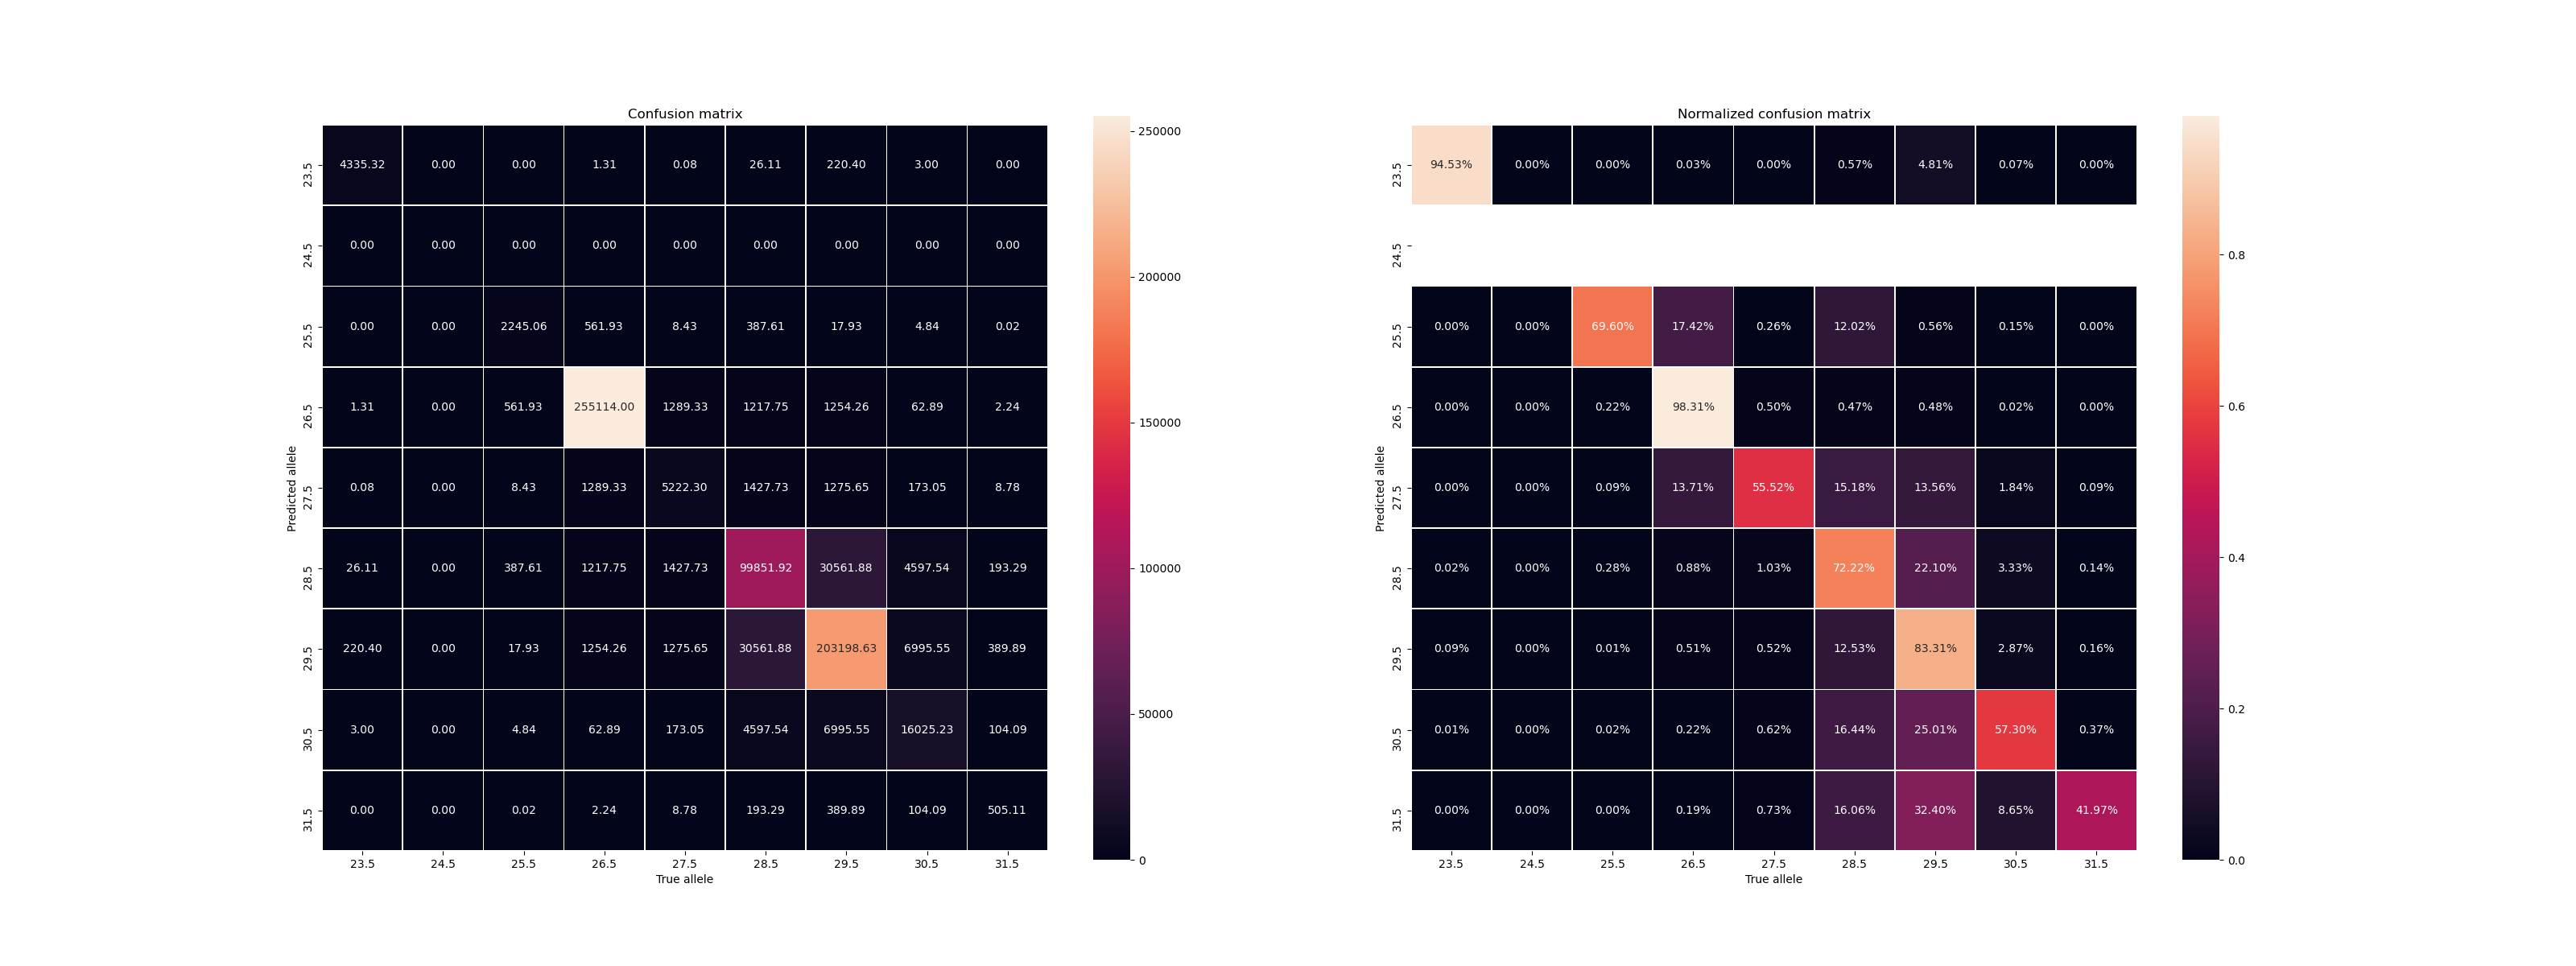 Confusion matrix
23.5 4335.32 0.00 0.00 1.31 0.08 26.11 220.40 3.00 0.00
24.5 0.00 0.00 0.00 0.00 0.00 0.00 0.00 0.00 0.00
25.5 0.00 0.00 2245.06 561.93 8.43 387.61 17.93 4.84 0.02
26.5 1.31 0.00 561.93 255114.00 1289.33 1217.75 1254.26 62.89 2.24
27.5 0.08 0.00 8.43 1289.33 5222.30 1427.73 1275.65 173.05 8.78
28.5 26.11 0.00 387.61 1217.75 1427.73 99851.92 30561.88 4597.54 193.29
29.5 220.40 0.00 17.93 1254.26 1275.65 30561.88 203198.63 6995.55 389.89
30.5 3.00 0.00 4.84 62.89 173.05 4597.54 6995.55 16025.23 104.09
31.5 0.00 0.00 0.02 2.24 8.78 193.29 389.89 104.09 505.11
23.5 24.5 25.5 26.5 27.5 28.5 29.5 30.5 31.5
True allele
Predicted allele
250000
200000
150000
100000
50000
0
Normalized confusion matrix
23.5 94.53% 0.00% 0.00% 0.03% 0.00% 0.57% 4.81% 0.07% 0.00%
24.5
25.5 0.00% 0.00% 69.60% 17.42% 0.26% 12.02% 0.56% 0.15% 0.00%
26.5 0.00% 0.00% 0.22% 98.31% 0.50% 0.47% 0.48% 0.02% 0.00%
27.5 0.00% 0.00% 0.09% 13.71% 55.52% 15.18% 13.56% 1.84% 0.09%
28.5 0.02% 0.00% 0.28% 0.88% 1.03% 72.22% 22.10% 3.33% 0.14%
29.5 0.09% 0.00% 0.01% 0.51% 0.52% 12.53% 83.31% 2.87% 0.16%
30.5 0.01% 0.00% 0.02% 0.22% 0.62% 16.44% 25.01% 57.30% 0.37%
31.5 0.00% 0.00% 0.00% 0.19% 0.73% 16.06% 32.40% 8.65% 41.97%
23.5 24.5 25.5 26.5 27.5 28.5 29.5 30.5 31.5
True allele
Predicted allele
0.8
0.6
0.4
0.2
0.0